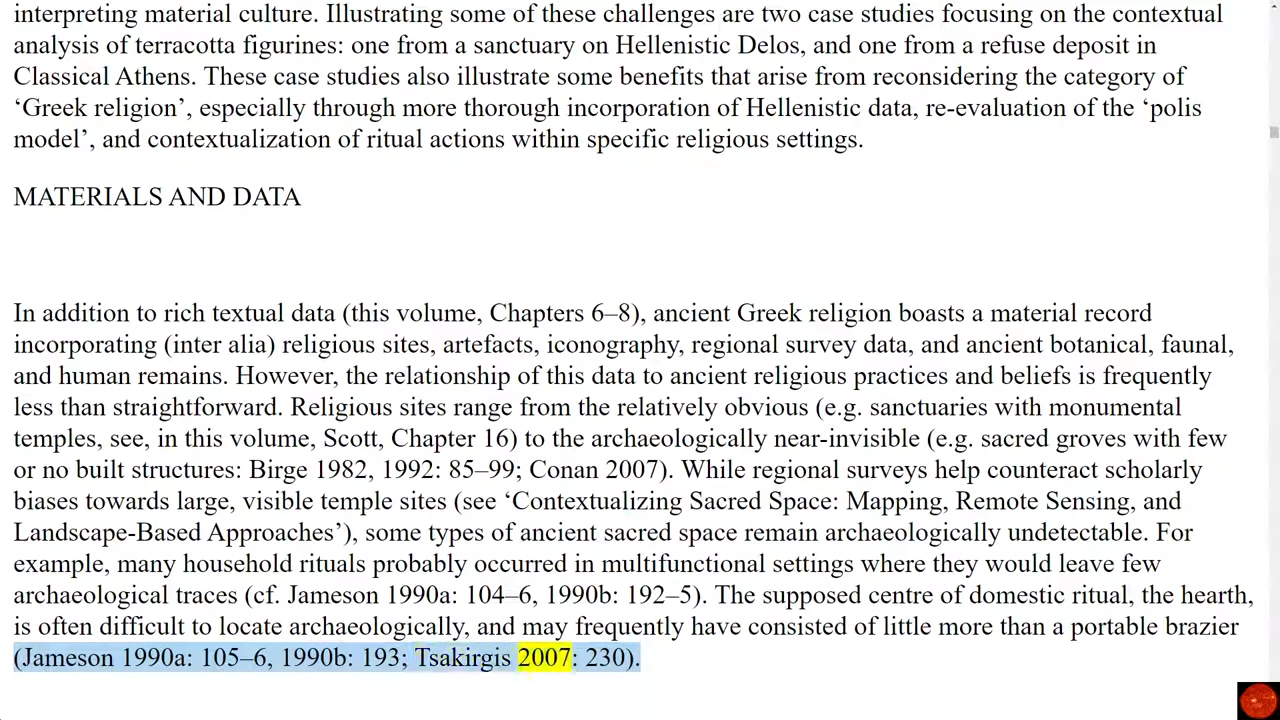 interpreting material culture. Illustrating some of these challenges are two case studies focusing on the contextual
analysis of terracotta figurines: one from a sanctuary on Hellenistic Delos, and one from a refuse deposit in
Classical Athens. These case studies also illustrate some benefits that arise from reconsidering the category of
‘Greek religion’, especially through more thorough incorporation of Hellenistic data, re-evaluation of the ‘polis
model’, and contextualization of ritual actions within specific religious settings.
MATERIALS AND DATA
In addition to rich textual data (this volume, Chapters 6–8), ancient Greek religion boasts a material record
incorporating (inter alia) religious sites, artefacts, iconography, regional survey data, and ancient botanical, faunal,
and human remains. However, the relationship of this data to ancient religious practices and beliefs is frequently
less than straightforward. Religious sites range from the relatively obvious (e.g. sanctuaries with monumental
temples, see, in this volume, Scott, Chapter 16) to the archaeologically near-invisible (e.g. sacred groves with few
or no built structures: Birge 1982, 1992: 85–99; Conan 2007). While regional surveys help counteract scholarly
biases towards large, visible temple sites (see ‘Contextualizing Sacred Space: Mapping, Remote Sensing, and
Landscape-Based Approaches’), some types of ancient sacred space remain archaeologically undetectable. For
example, many household rituals probably occurred in multifunctional settings where they would leave few
archaeological traces (cf. Jameson 1990a: 104–6, 1990b: 192–5). The supposed centre of domestic ritual, the hearth,
is often difficult to locate archaeologically, and may frequently have consisted of little more than a portable brazier
(Jameson 1990a: 105–6, 1990b: 193; Tsakirgis 2007: 230).